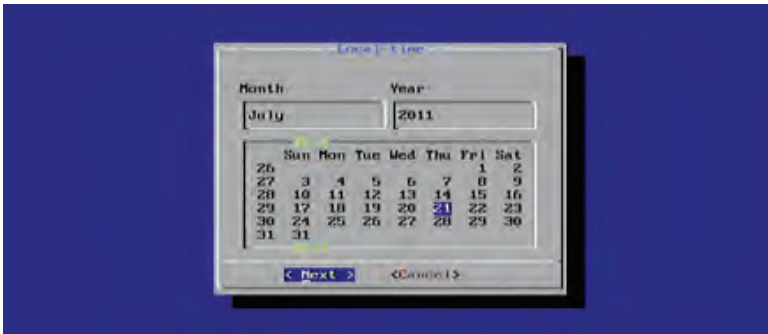 Local time
Month Year
July 2011
Sun Mon Tue Wed Thu Fri Sat
26 1 2
27 3 4 5 6 7 8 9
28 10 11 12 13 14 15 16
29 17 18 19 20 21 22 23
30 24 25 26 27 28 29 30
31 31
< Next > <Cancel>